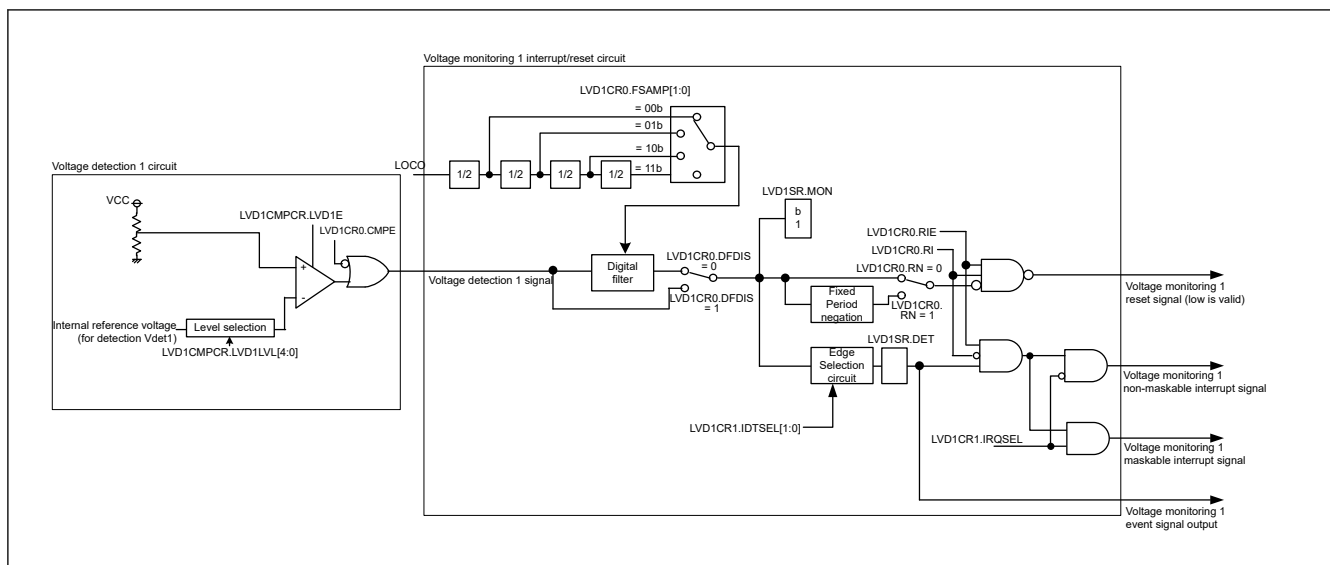 Voltage monitoring 1 interrupt/reset circuit
LVD1CR0.FSAMP[1:0]
= 00b
= 01b
= 10b
= 11b
LOCO
1/2
1/2
1/2
1/2
Voltage detection 1 circuit
VCC
LVD1CMPCR.LVD1E
LVD1CR0.CMPE
+
-
Internal reference voltage
(for detection Vdet1)
Level selection
LVD1CMPCR.LVD1LVL[4:0]
Voltage detection 1 signal
Digital
filter
LVD1CR0.DFDIS
= 0
LVD1CR0.DFDIS
= 1
LVD1SR.MON
b
1
LVD1CR0.RIE
LVD1CR0.RI
LVD1CR0.RN = 0
Fixed
Period
negation
LVD1CR0.
RN = 1
Voltage monitoring 1
reset signal (low is valid)
LVD1SR.DET
Edge
Selection
circuit
LVD1CR1.IDTSEL[1:0]
Voltage monitoring 1
non-maskable interrupt signal
LVD1CR1.IRQSEL
Voltage monitoring 1
maskable interrupt signal
Voltage monitoring 1
event signal output